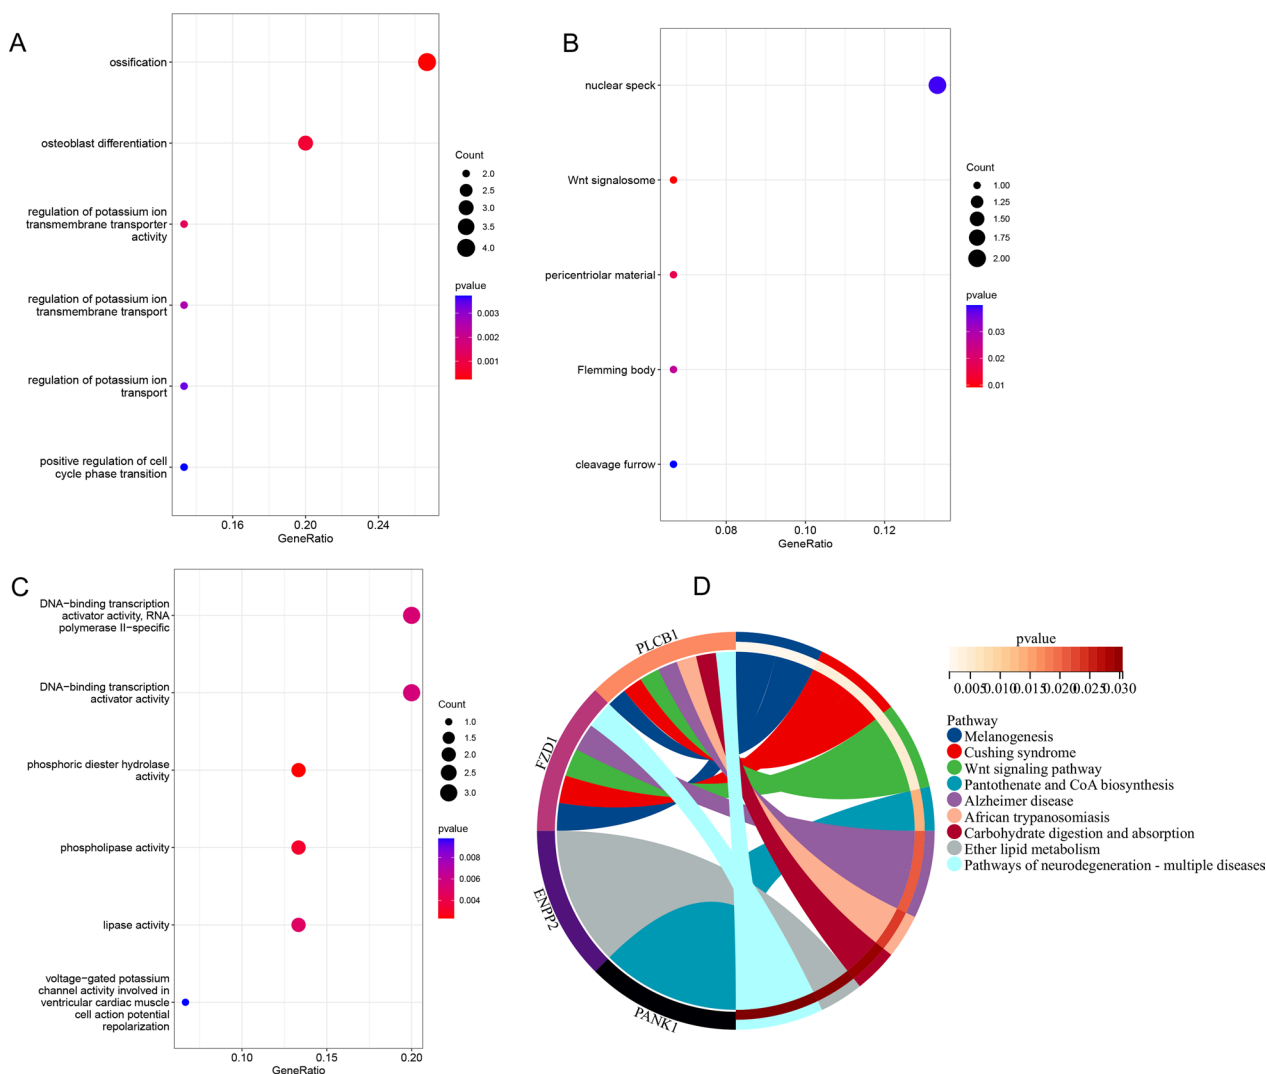 A
ossification
osteoblast differentiation
regulation of potassium ion
transmembrane transporter
activity
regulation of potassium ion
transmembrane transport
regulation of potassium ion
transport
positive regulation of cell
cycle phase transition
0.16 0.20 0.24
GeneRatio
Count
2.0
2.5
3.0
3.5
4.0
pvalue
0.003
0.002
0.001
B
nuclear speck
Wnt signalosome
pericentriolar material
Flemming body
cleavage furrow
0.08 0.10 0.12
GeneRatio
Count
1.00
1.25
1.50
1.75
2.00
pvalue
0.03
0.02
0.01
C
DNA−binding transcription
activator activity, RNA
polymerase II−specific
DNA−binding transcription
activator activity
phosphoric diester hydrolase
activity
phospholipase activity
lipase activity
voltage−gated potassium
channel activity involved in
ventricular cardiac muscle
cell action potential
repolarization
0.10 0.15 0.20
GeneRatio
Count
1.0
1.5
2.0
2.5
3.0
pvalue
0.008
0.006
0.004
D
PLCB1
FZD1
ENPP2
PANK1
pvalue
0.005 0.010 0.015 0.020 0.025 0.030
Pathway
Melanogenesis
Cushing syndrome
Wnt signaling pathway
Pantothenate and CoA biosynthesis
Alzheimer disease
African trypanosomiasis
Carbohydrate digestion and absorption
Ether lipid metabolism
Pathways of neurodegeneration - multiple diseases